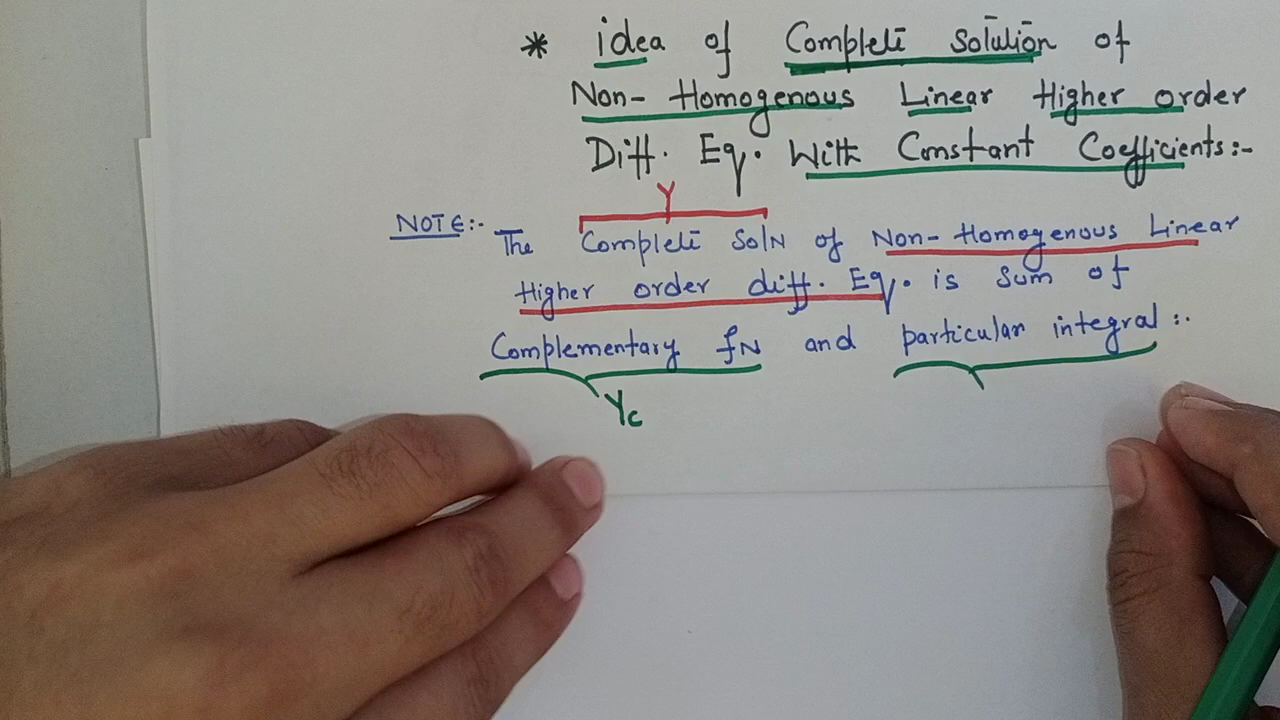 * idea of Complete Solution of
Non-Homogenous Linear Higher order
Diff. Eq. With Constant Coefficients:-
Y
NOTE:- The Complete SolN of Non-Homogenous Linear
Higher order diff. Eq. is sum of
Complementary fN and particular integral:.
Yc